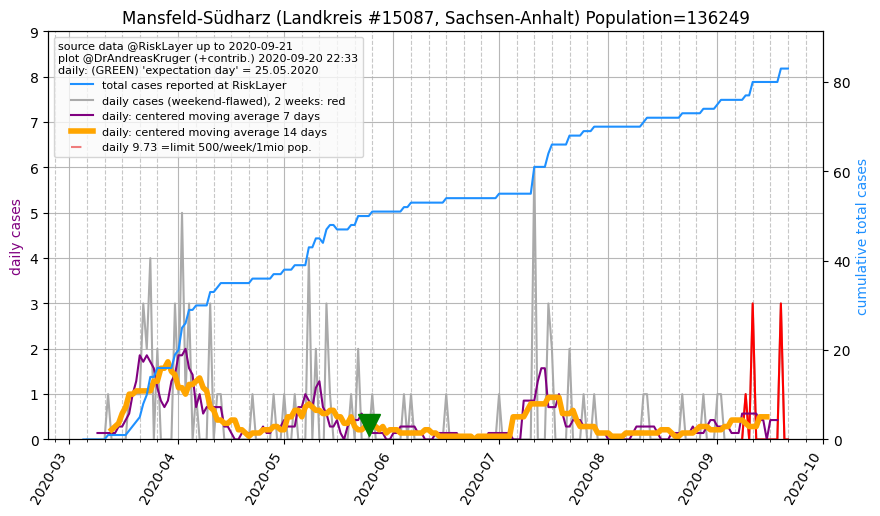 Mansfeld-Südharz (Landkreis #15087, Sachsen-Anhalt) Population=136249
source data @RiskLayer up to 2020-09-21
plot @DrAndreasKruger (+contrib.) 2020-09-20 22:33
daily: (GREEN) 'expectation day' = 25.05.2020
total cases reported at RiskLayer
daily cases (weekend-flawed), 2 weeks: red
daily: centered moving average 7 days
daily: centered moving average 14 days
daily 9.73 =limit 500/week/1mio pop.
daily cases
9
8
7
6
5
4
3
2
1
0
80
60
40
20
0
cumulative total cases
2020-03
2020-04
2020-05
2020-06
2020-07
2020-08
2020-09
2020-10